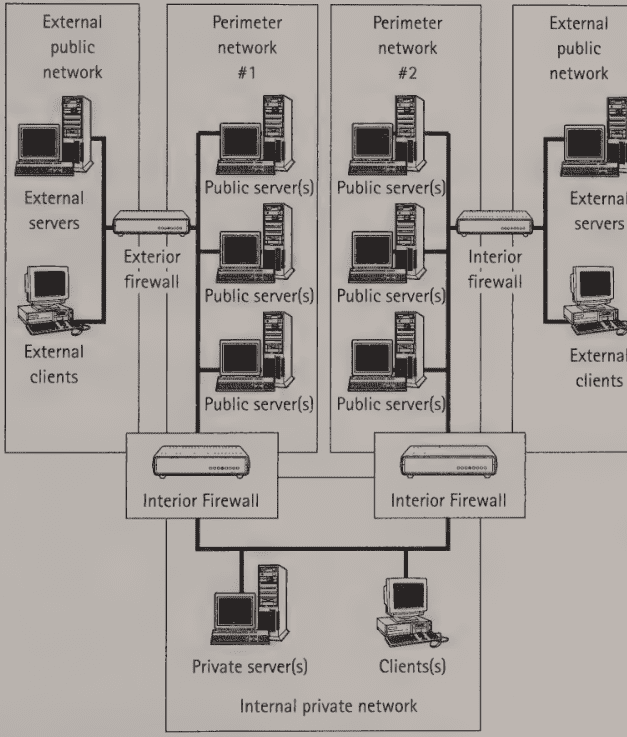 External
public
network
Perimeter
network
#1
Perimeter
network
#2
External
public
network
External
servers
Public server(s)
Public server(s)
External
servers
Exterior
firewall
Interior
firewall
Public server(s)
Public server(s)
External
clients
Public server(s)
Public server(s)
External
clients
Interior Firewall
Interior Firewall
Private server(s)
Clients(s)
Internal private network